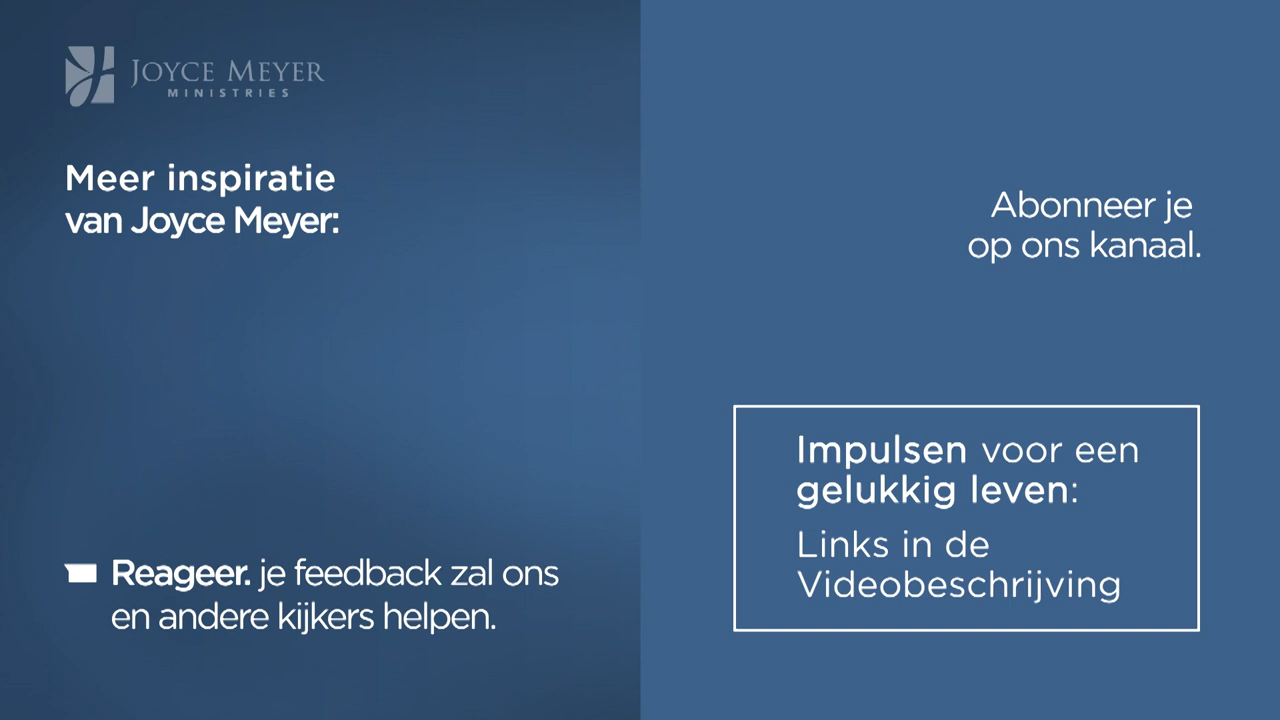 JOYCE MEYER
MINISTRIES
Meer inspiratie
van Joyce Meyer:
Abonneer je
op ons kanaal.
Impulsen voor een
gelukkig leven:
Links in de
Videobeschrijving
Reageer. je feedback zal ons
en andere kijkers helpen.